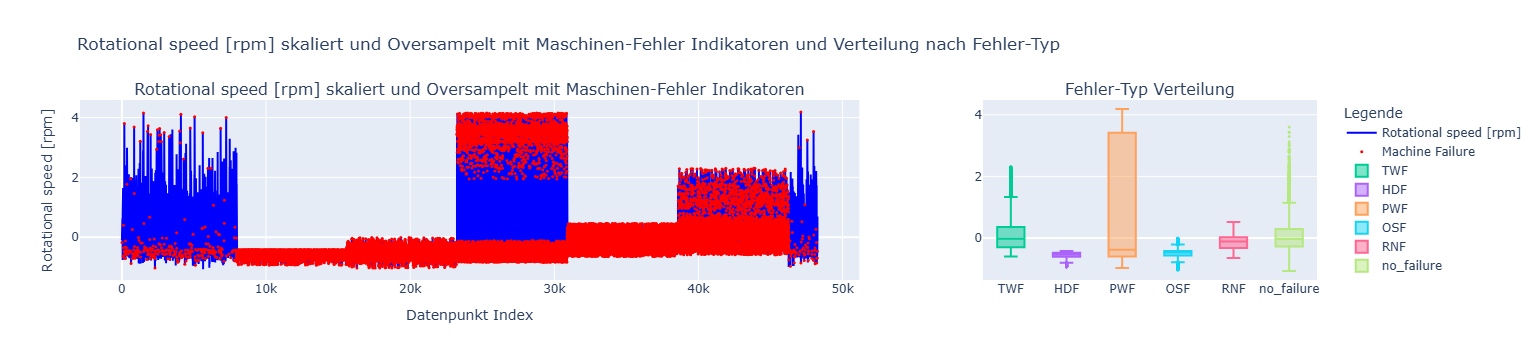 Rotational speed [rpm] skaliert und Oversampelt mit Maschinen-Fehler Indikatoren und Verteilung nach Fehler-Typ
Rotational speed [rpm] skaliert und Oversampelt mit Maschinen-Fehler Indikatoren
Rotational speed [rpm]
4
2
0
0
10k
20k
30k
40k
50k
Datenpunkt Index
Fehler-Typ Verteilung
4
2
0
TWF
HDF
PWF
OSF
RNF
no_failure
Legende
Rotational speed [rpm]
Machine Failure
TWF
HDF
PWF
OSF
RNF
no_failure